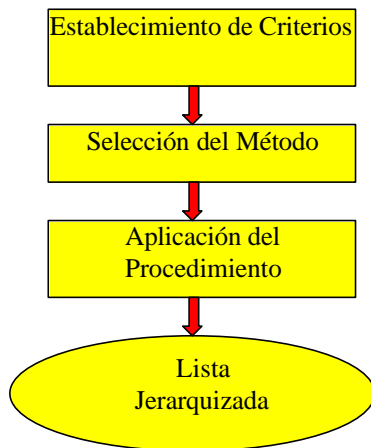 Establecimiento de Criterios
Selección del Método
Aplicación del
Procedimiento
Lista
Jerarquizada